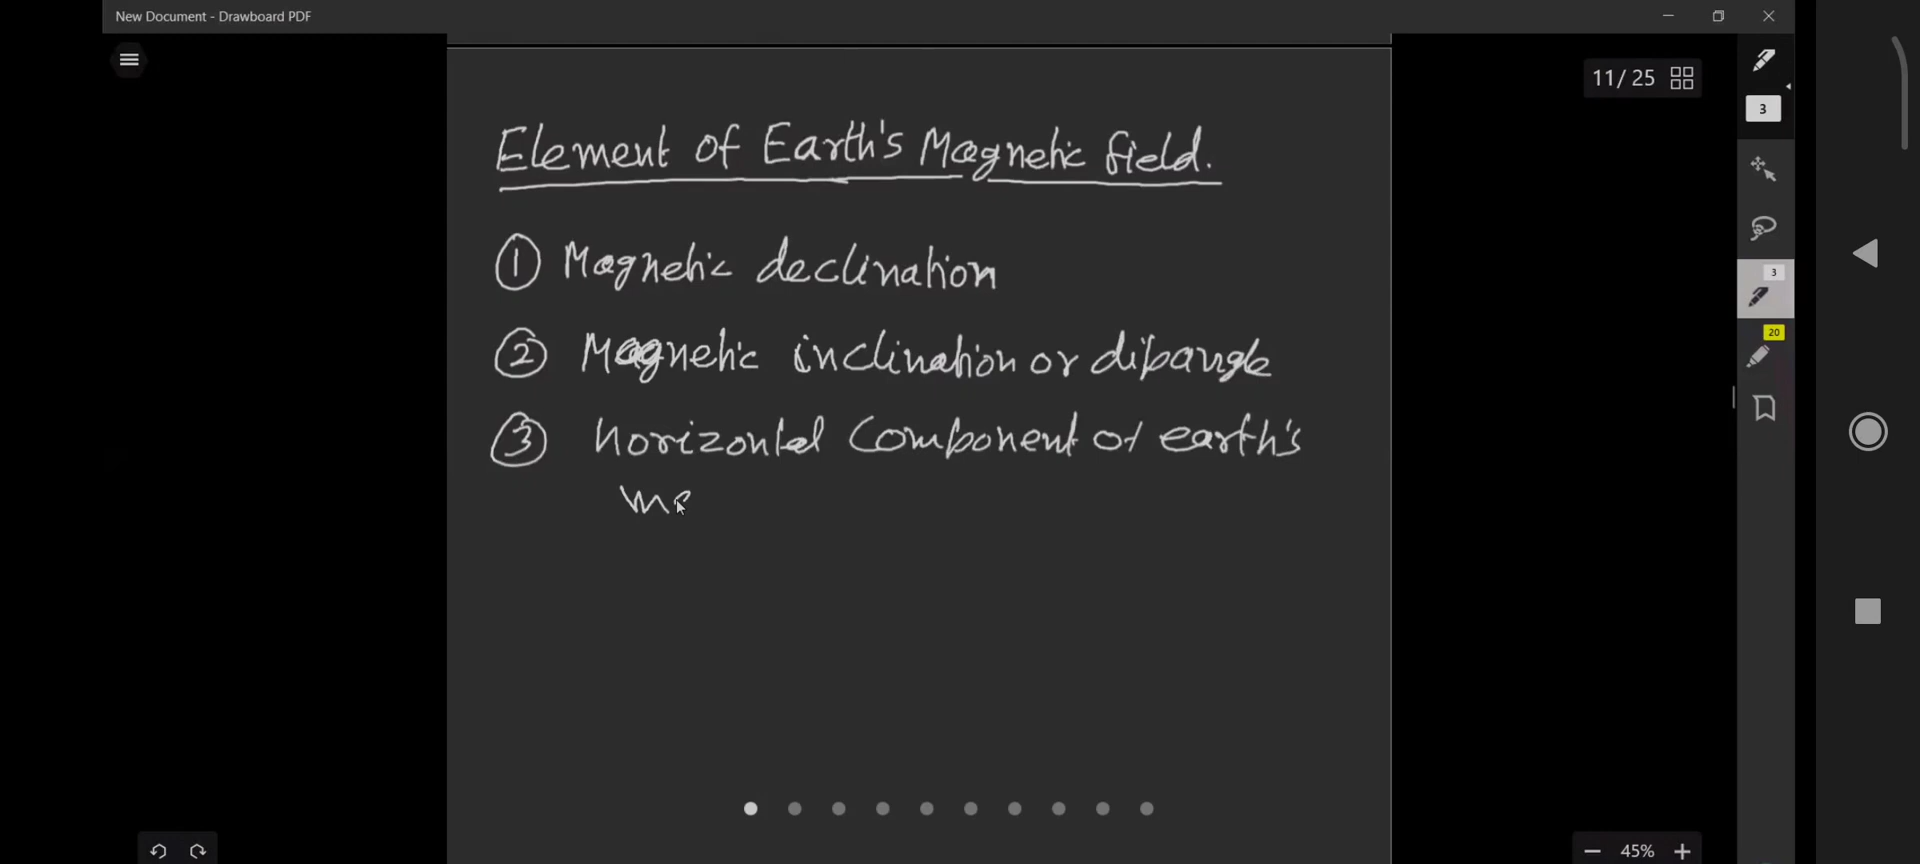 New Document - Drawboard PDF
11/ 25
3
Element of Earth's Magnetic field.
① Magnetic declination
3
② Magnetic inclination or dip angle
20
③ horizontal Component of earth's
ma
45%